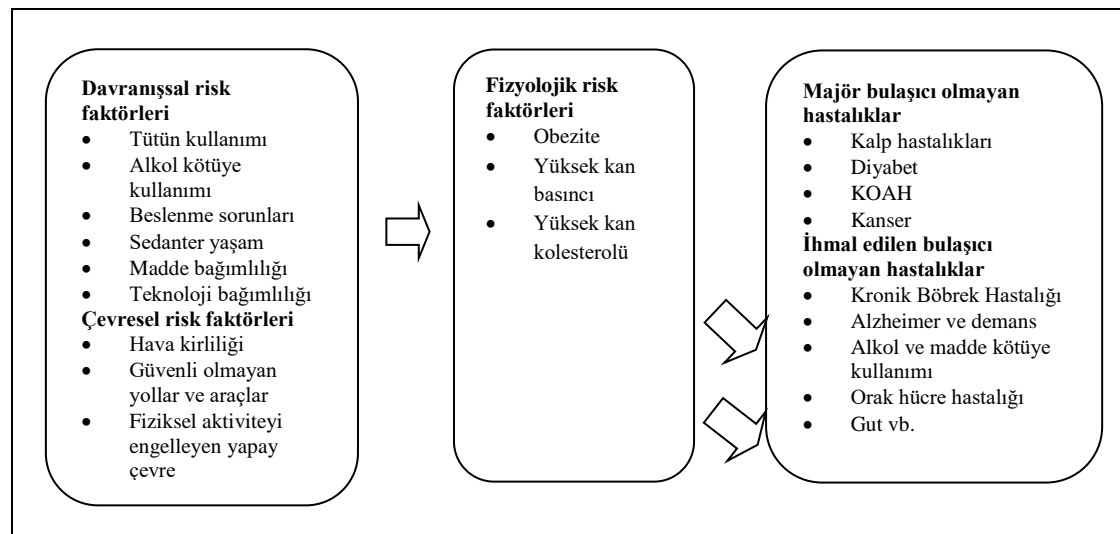 Davranışsal risk
faktörleri
• Tütün kullanımı
• Alkol kötüye
kullanımı
• Beslenme sorunları
• Sedanter yaşam
• Madde bağımlılığı
• Teknoloji bağımlılığı
Çevresel risk faktörleri
• Hava kirliliği
• Güvenli olmayan
yollar ve araçlar
• Fiziksel aktiviteyi
engelleyen yapay
çevre
Fizyolojik risk
faktörleri
• Obezite
• Yüksek kan
basıncı
• Yüksek kan
kolesterolü
Majör bulaşıcı olmayan
hastalıklar
• Kalp hastalıkları
• Diyabet
• KOAH
• Kanser
İhmal edilen bulaşıcı
olmayan hastalıklar
• Kronik Böbrek Hastalığı
• Alzheimer ve demans
• Alkol ve madde kötüye
kullanımı
• Orak hücre hastalığı
• Gut vb.